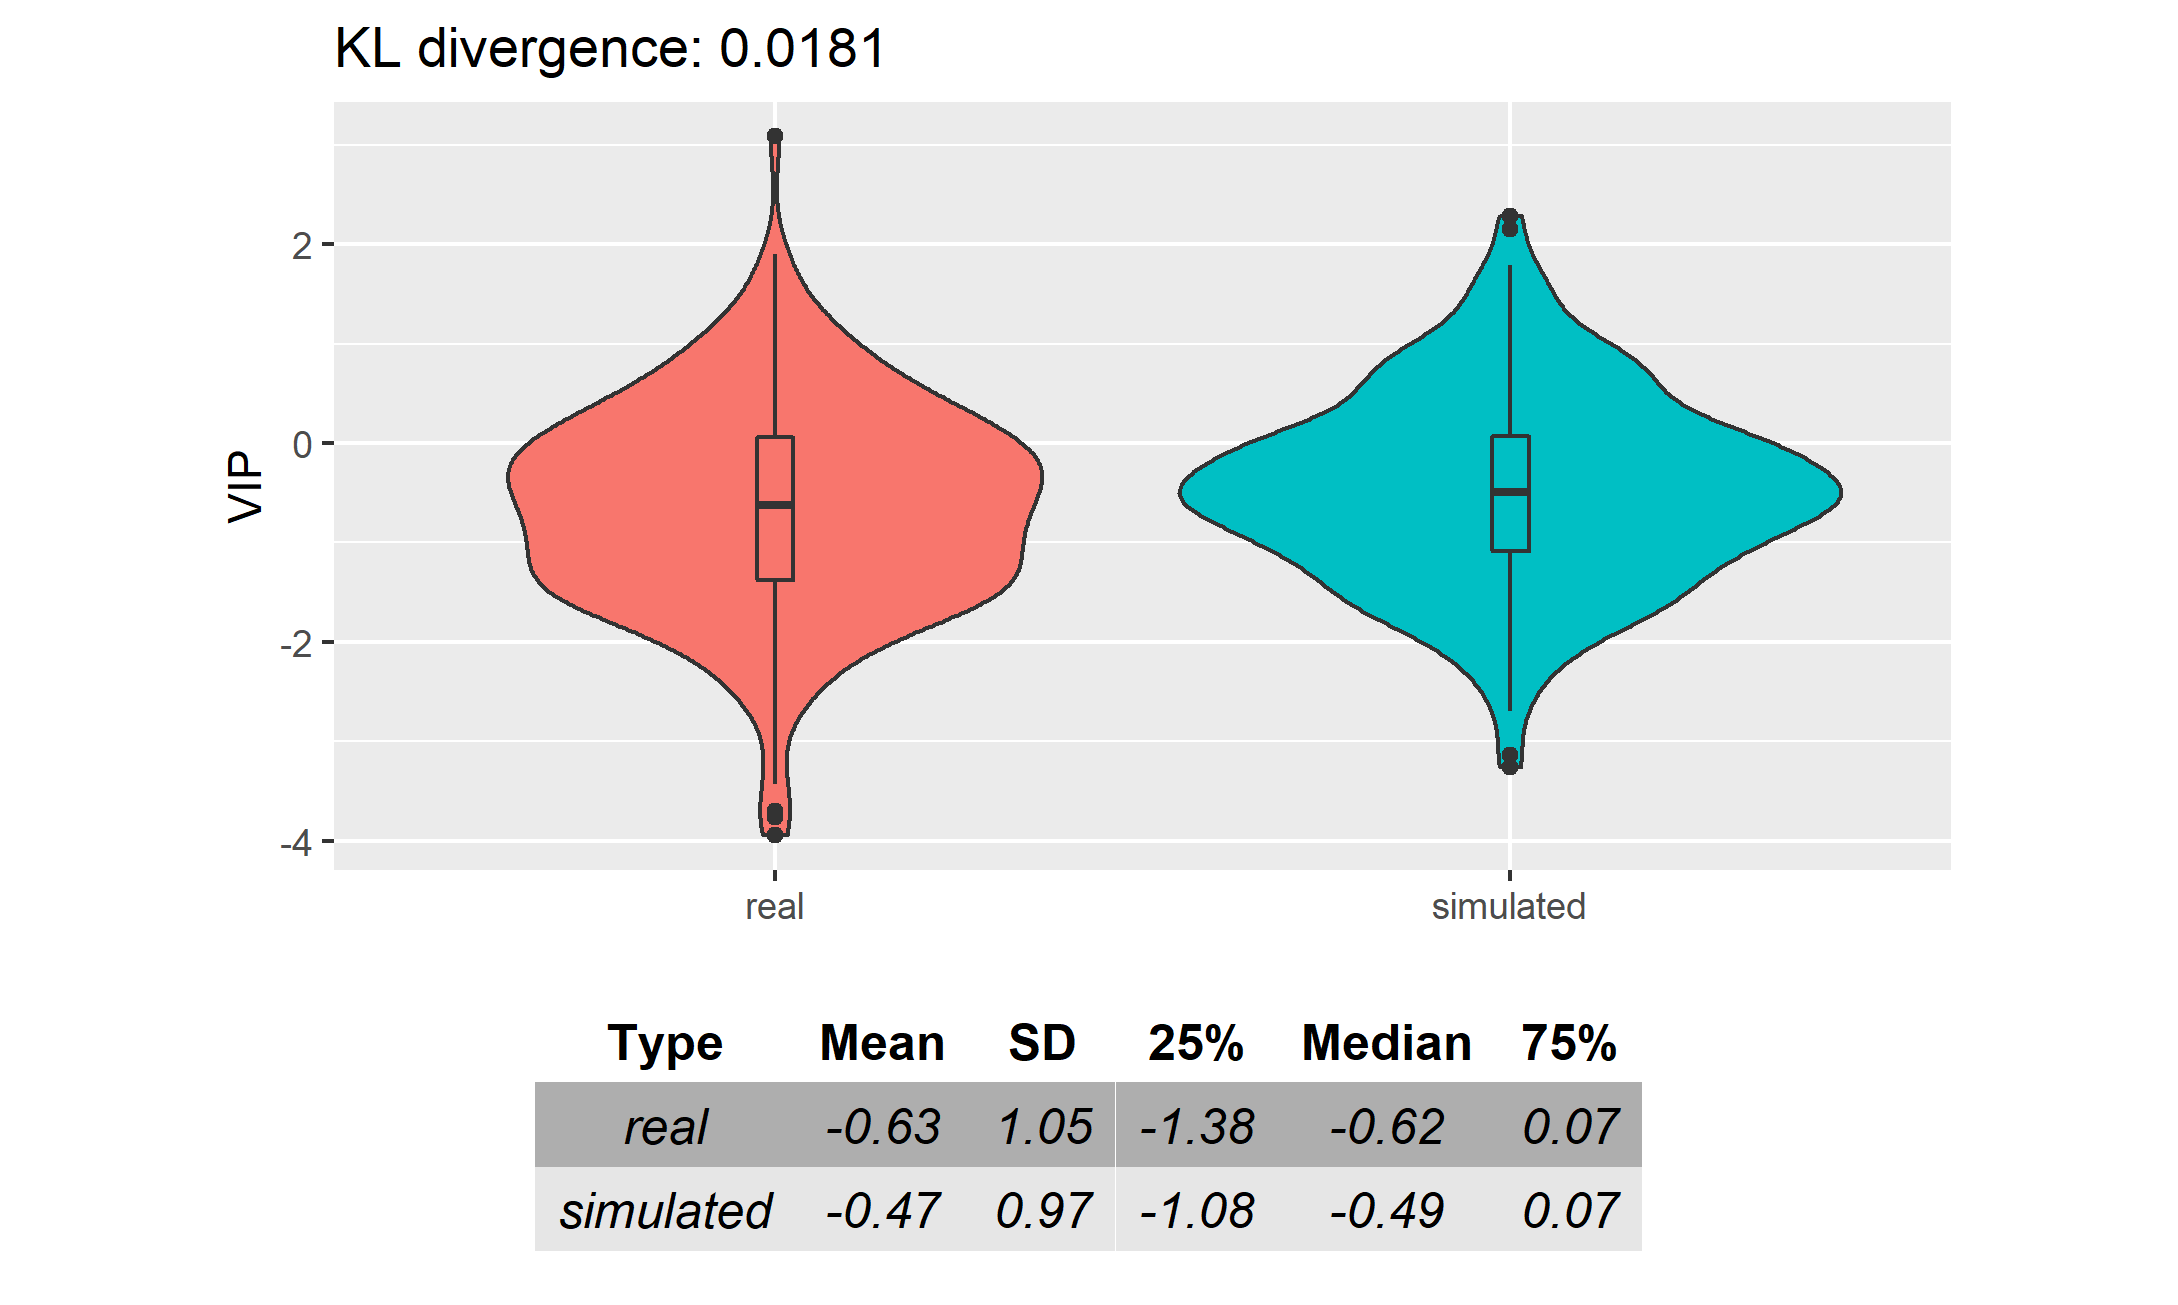 KL divergence: 0.0181
VIP
2
0
-2
-4
real simulated
Type Mean SD 25% Median 75%
real -0.63 1.05 -1.38 -0.62 0.07
simulated -0.47 0.97 -1.08 -0.49 0.07